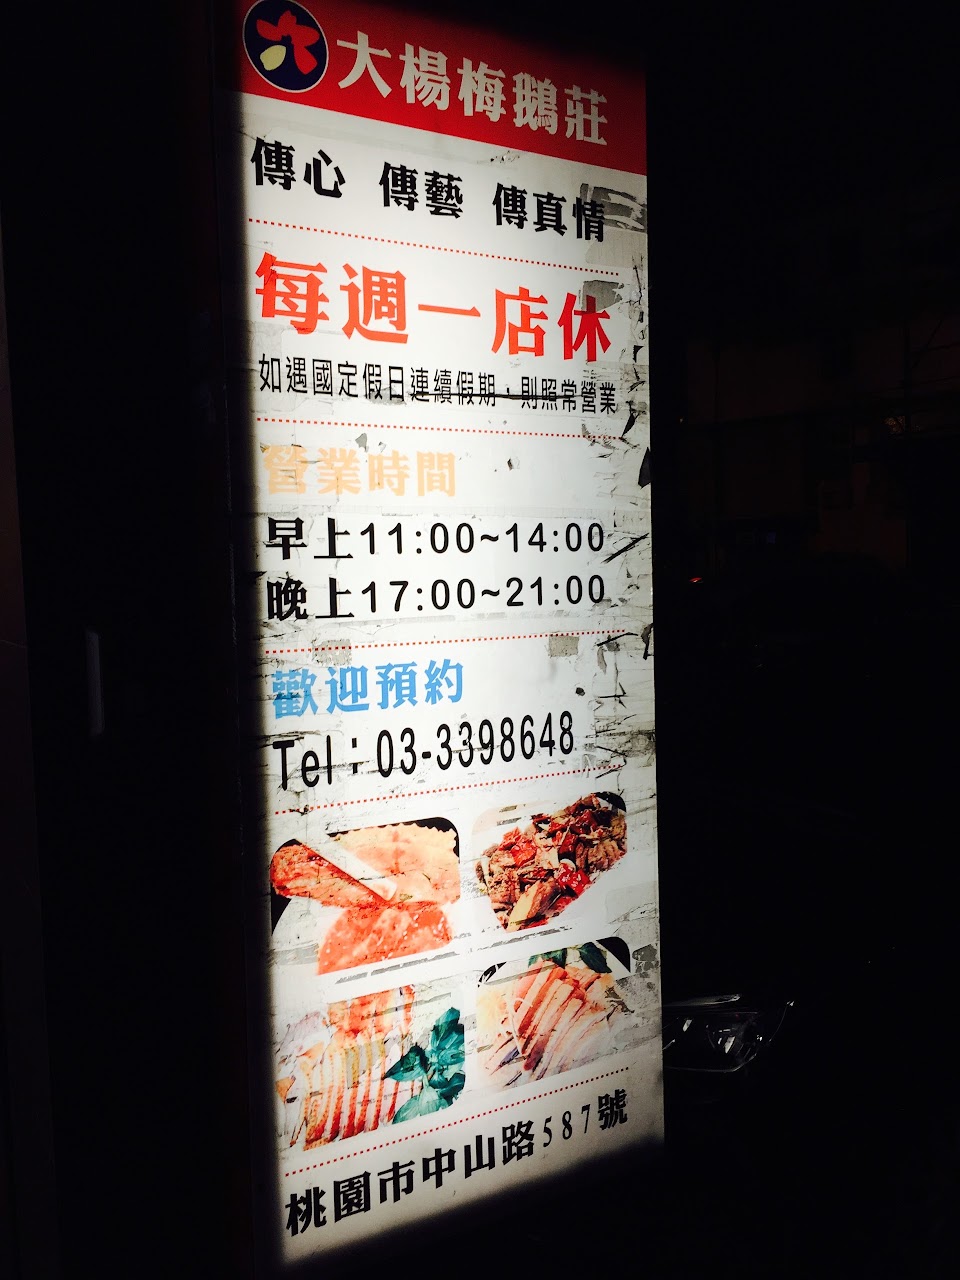 大楊梅鵝莊
傳心 傳藝 傳真情
每週一店休
如遇國定假日連續假期，則照常營業
營業時間
早上11:00~14:00
晚上17:00~21:00
歡迎預約
Tel：03-3398648
桃園市中山路587號